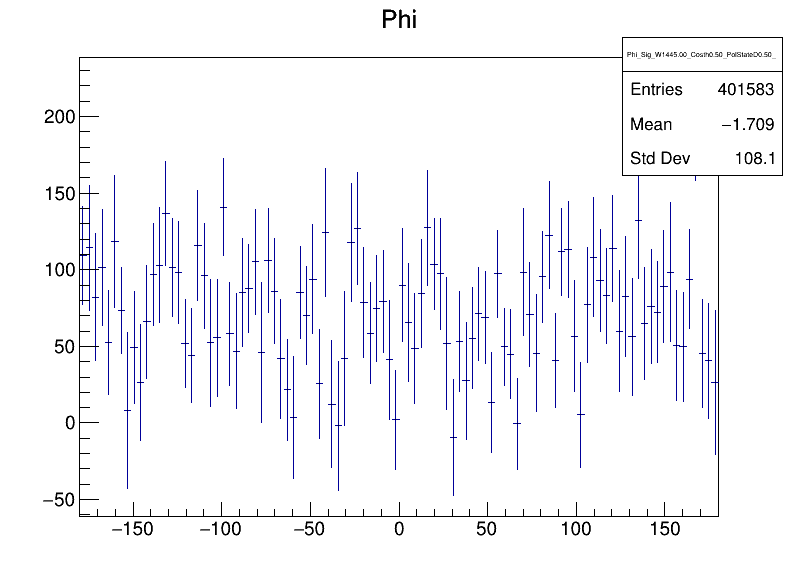 Phi
Phi_Sig_W1445.00_Costh0.50_PolStateD0.50_
Entries 401583
Mean −1.709
Std Dev 108.1
200
150
100
50
0
−50
−150 −100 −50 0 50 100 150